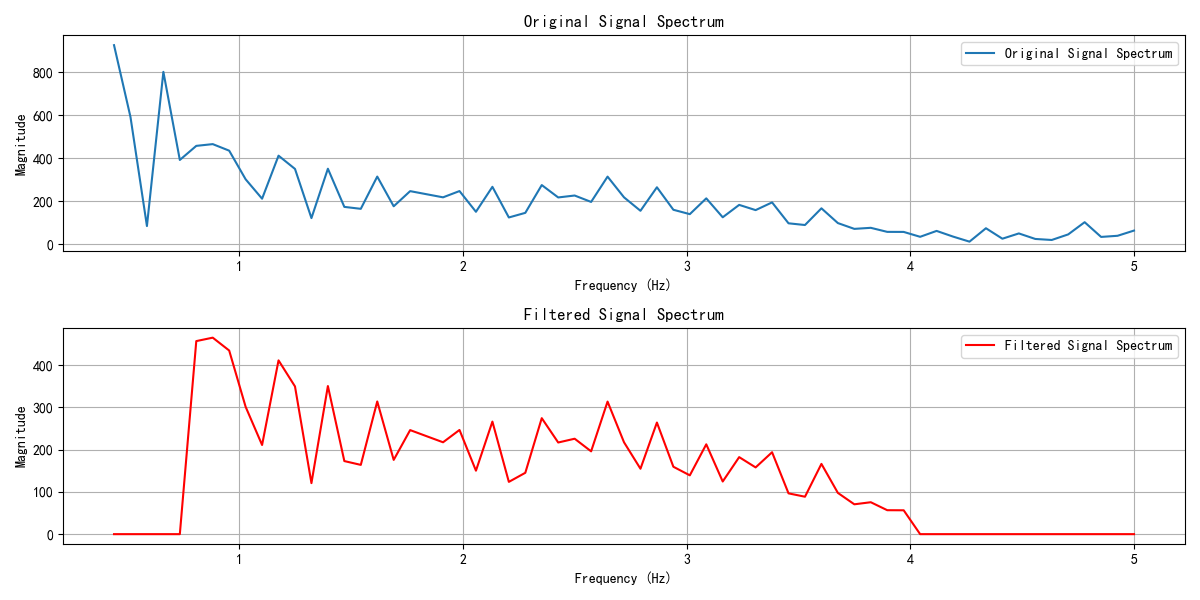 Original Signal Spectrum
Original Signal Spectrum
Magnitude
800
600
400
200
0
1 2 3 4 5
Frequency (Hz)
Filtered Signal Spectrum
Filtered Signal Spectrum
Magnitude
400
300
200
100
0
1 2 3 4 5
Frequency (Hz)